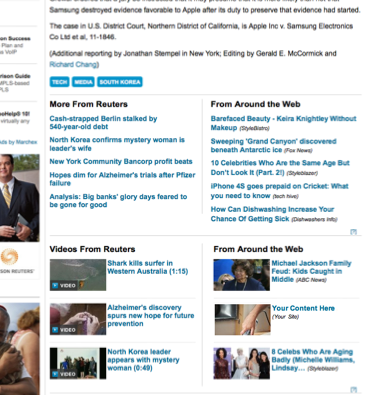 Samsung destroyed evidence favorable to Apple after its duty to preserve that evidence had started.
The case in U.S. District Court, Northern District of California, is Apple Inc v. Samsung Electronics
Co Ltd et al, 11-1846.
(Additional reporting by Jonathan Stempel in New York; Editing by Gerald E. McCormick and
Richard Chang)
TECH MEDIA SOUTH KOREA
More From Reuters
Cash-strapped Berlin stalked by
540-year-old debt
North Korea confirms mystery woman is
leader's wife
New York Community Bancorp profit beats
Hopes dim for Alzheimer's trials after Pfizer
failure
Analysis: Big banks' glory days feared to
be gone for good
From Around the Web
Barefaced Beauty - Keira Knightley Without
Makeup (StyleBistro)
Sweeping 'Grand Canyon' discovered
beneath Antarctic ice (Fox News)
10 Celebrities Who Are the Same Age But
Don't Look It (Part. 2!) (Styleblazer)
iPhone 4S goes prepaid on Cricket: What
you need to know (tech hive)
How Can Dishwashing Increase Your
Chance Of Getting Sick (Dishwashers Info)
Videos From Reuters
VIDEO
Shark kills surfer in
Western Australia (1:15)
VIDEO
Alzheimer's discovery
spurs new hope for future
prevention
VIDEO
North Korea leader
appears with mystery
woman (0:49)
From Around the Web
Michael Jackson Family
Feud: Kids Caught in
Middle (ABC News)
Your Content Here
(Your Site)
8 Celebs Who Are Aging
Badly (Michelle Williams,
Lindsay… (Styleblazer)
on Success
Plan and
VoIP
rizon Guide
MPLS-based
PLS
virtually any
ds by Marchex
SON REUTERS'